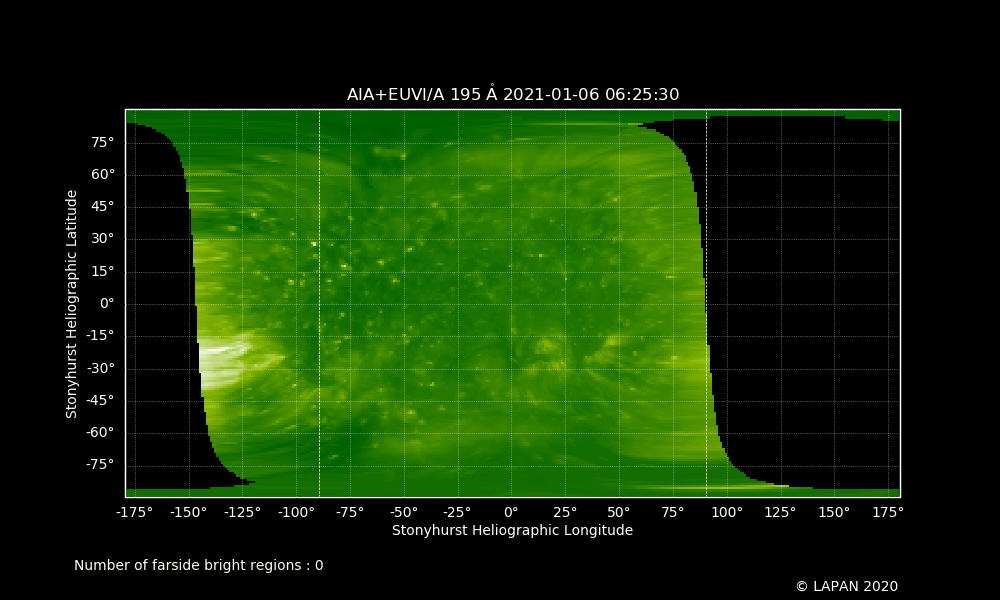 AIA+EUVI/A 195 Å 2021-01-06 06:25:30
75°
60°
45°
30°
15°
0°
-15°
-30°
-45°
-60°
-75°
Stonyhurst Heliographic Latitude
-175° -150° -125° -100° -75° -50° -25° 0° 25° 50° 75° 100° 125° 150° 175°
Stonyhurst Heliographic Longitude
Number of farside bright regions : 0
© LAPAN 2020